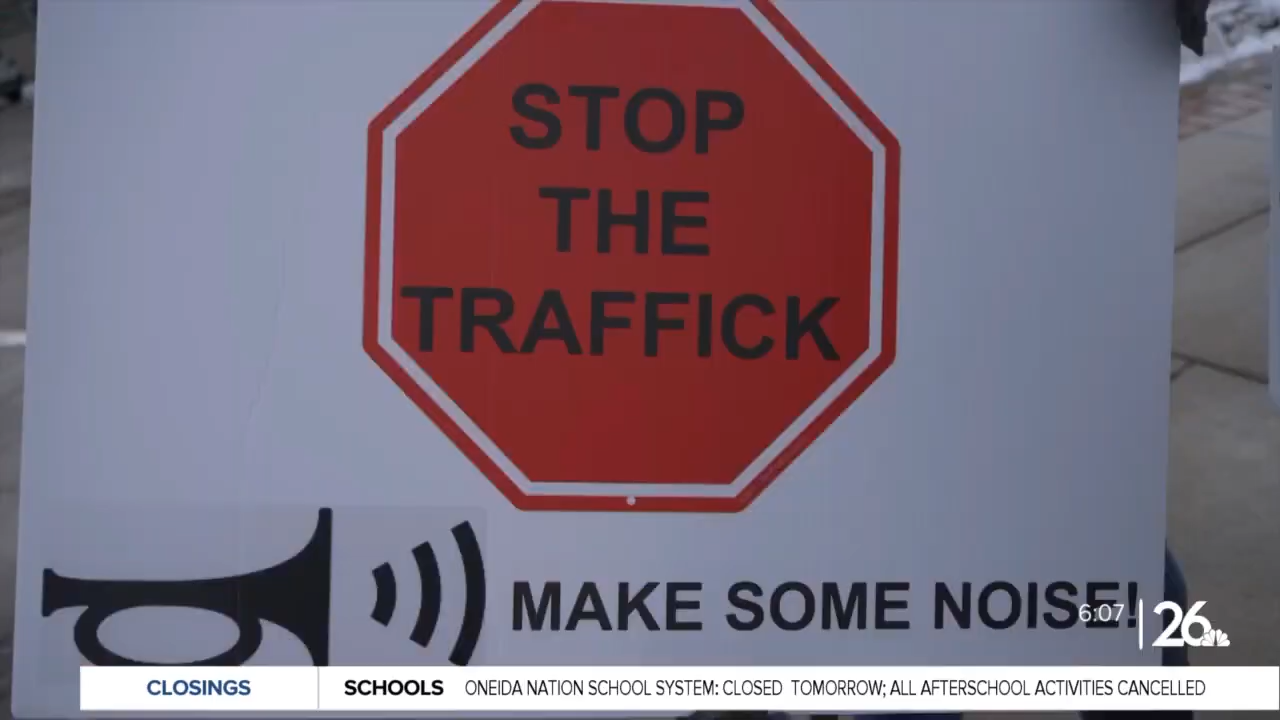 STOP
THE
TRAFFICK
MAKE SOME NOISE!
6:07
26
CLOSINGS
SCHOOLS
ONEIDA NATION SCHOOL SYSTEM: CLOSED TOMORROW; ALL AFTERSCHOOL ACTIVITIES CANCELLED